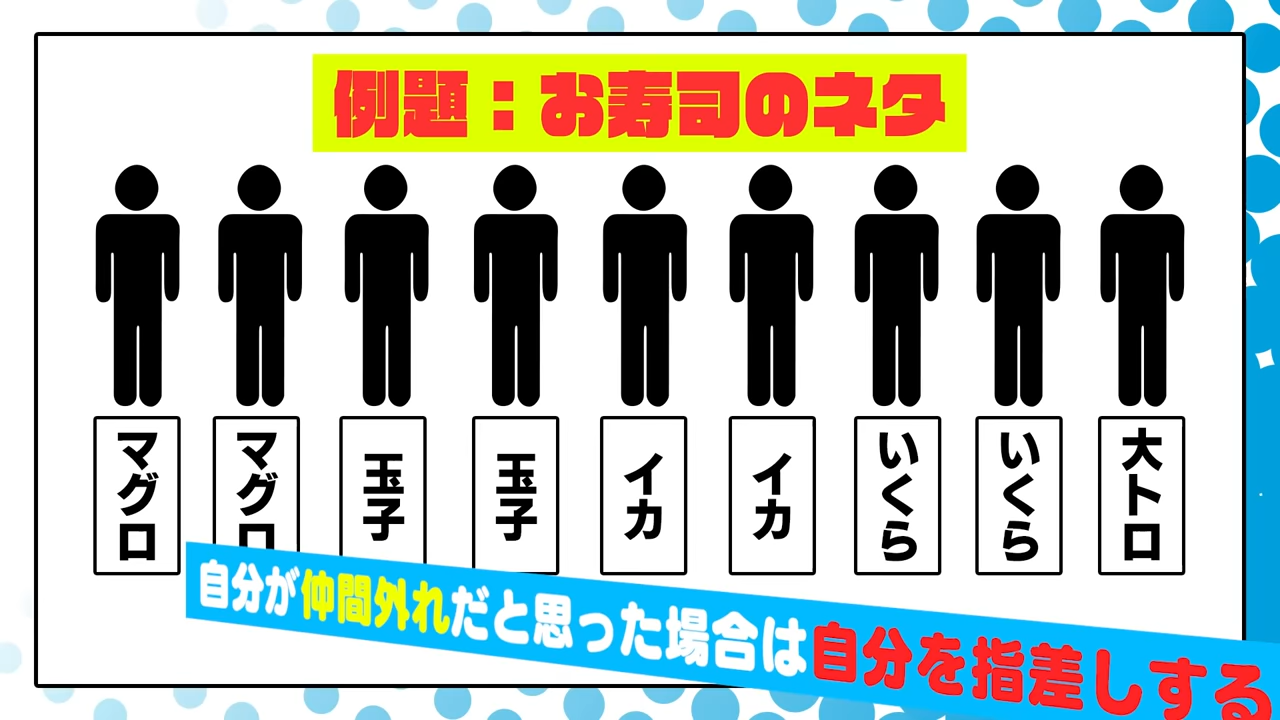 例題：お寿司のネタ
マグロ
マグロ
玉子
玉子
イカ
イカ
いくら
いくら
大トロ
自分が仲間外れだと思った場合は自分を指差しする